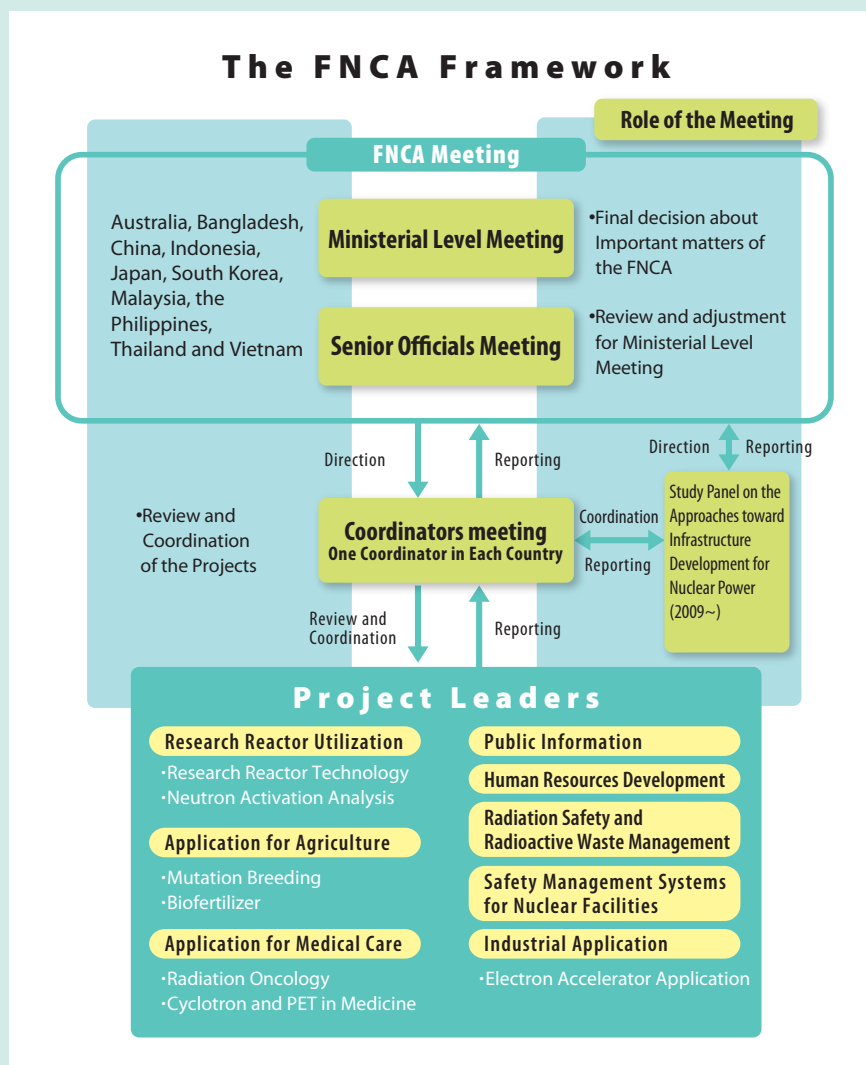 The FNCA Framework
Role of the Meeting
FNCA Meeting
Australia, Bangladesh,
China, Indonesia,
Japan, South Korea,
Malaysia, the
Philippines,
Thailand and Vietnam
Ministerial Level Meeting
•Final decision about
Important matters of
the FNCA
Senior Officials Meeting
•Review and adjustment
for Ministerial Level
Meeting
Direction
Reporting
Direction
Reporting
•Review and
Coordination
of the Projects
Coordinators meeting
One Coordinator in Each Country
Coordination
Reporting
Study Panel on the
Approaches toward
Infrastructure
Development for
Nuclear Power
(2009~)
Review and
Coordination
Reporting
Project Leaders
Research Reactor Utilization
・Research Reactor Technology
・Neutron Activation Analysis
Application for Agriculture
・Mutation Breeding
・Biofertilizer
Application for Medical Care
・Radiation Oncology
・Cyclotron and PET in Medicine
Public Information
Human Resources Development
Radiation Safety and
Radioactive Waste Management
Safety Management Systems
for Nuclear Facilities
Industrial Application
・Electron Accelerator Application